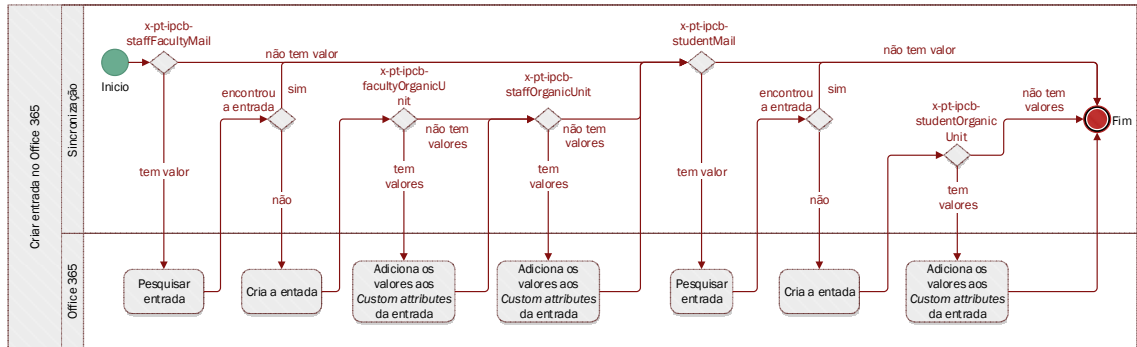 Criar entrada no Office 365
Sincronização
Office 365
Inicio
x-pt-ipcb-
staffFacultyMail
não tem valor
tem valor
Pesquisar
entrada
encontrou
a entrada
sim
não
Cria a entada
x-pt-ipcb-
facultyOrganicU
nit
não tem
valores
tem
valores
Adiciona os
valores aos
Custom attributes
da entrada
x-pt-ipcb-
staffOrganicUnit
não tem
valores
tem
valores
Adiciona os
valores aos
Custom attributes
da entrada
x-pt-ipcb-
studentMail
não tem valor
tem valor
Pesquisar
entrada
encontrou
a entrada
sim
não
Cria a entada
x-pt-ipcb-
studentOrganic
Unit
não tem
valores
tem
valores
Adiciona os
valores aos
Custom attributes
da entrada
Fim